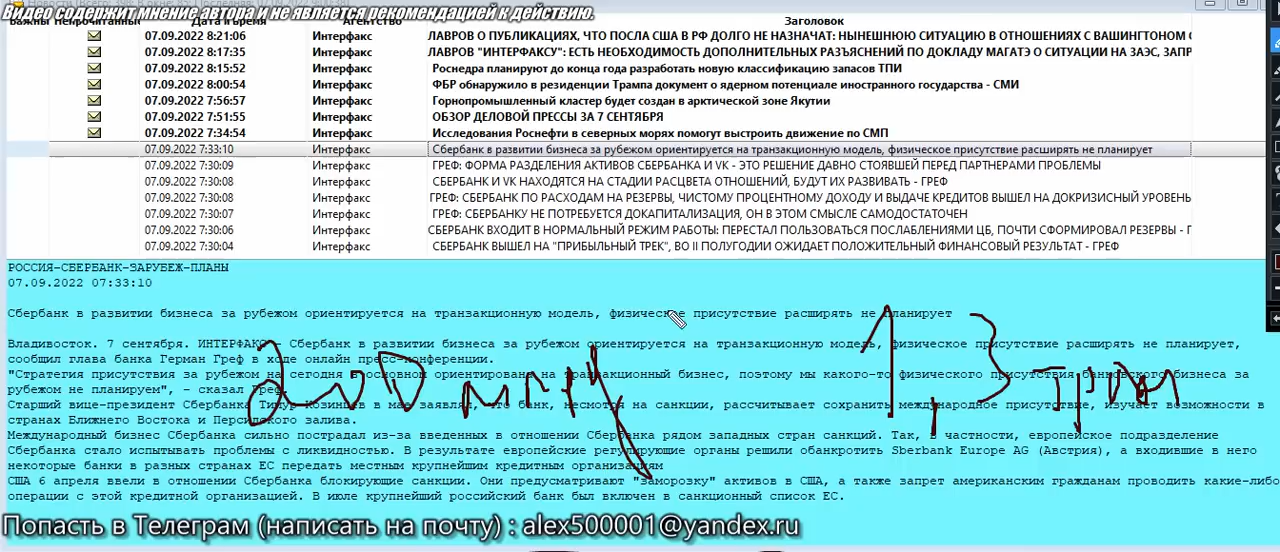 Видео содержит мнение автора и не является рекомендацией к действию.
Дата и время Агентство Заголовок
07.09.2022 8:21:06 Интерфакс ЛАВРОВ О ПУБЛИКАЦИЯХ, ЧТО ПОСЛА США В РФ ДОЛГО НЕ НАЗНАЧАТ: НЫНЕШНЮЮ СИТУАЦИЮ В ОТНОШЕНИЯХ С ВАШИНГТОНОМ С
07.09.2022 8:17:35 Интерфакс ЛАВРОВ "ИНТЕРФАКСУ": ЕСТЬ НЕОБХОДИМОСТЬ ДОПОЛНИТЕЛЬНЫХ РАЗЪЯСНЕНИЙ ПО ДОКЛАДУ МАГАТЭ О СИТУАЦИИ НА ЗАЭС, ЗАПР
07.09.2022 8:15:52 Интерфакс Роснедра планируют до конца года разработать новую классификацию запасов ТПИ
07.09.2022 8:00:54 Интерфакс ФБР обнаружило в резиденции Трампа документ о ядерном потенциале иностранного государства - СМИ
07.09.2022 7:56:57 Интерфакс Горнопромышленный кластер будет создан в арктической зоне Якутии
07.09.2022 7:51:55 Интерфакс ОБЗОР ДЕЛОВОЙ ПРЕССЫ ЗА 7 СЕНТЯБРЯ
07.09.2022 7:34:54 Интерфакс Исследования Роснефти в северных морях помогут выстроить движение по СМП
07.09.2022 7:33:10 Интерфакс Сбербанк в развитии бизнеса за рубежом ориентируется на транзакционную модель, физическое присутствие расширять не планирует
07.09.2022 7:30:09 Интерфакс ГРЕФ: ФОРМА РАЗДЕЛЕНИЯ АКТИВОВ СБЕРБАНКА И VK - ЭТО РЕШЕНИЕ ДАВНО СТОЯВШЕЙ ПЕРЕД ПАРТНЕРАМИ ПРОБЛЕМЫ
07.09.2022 7:30:08 Интерфакс СБЕРБАНК И VK НАХОДЯТСЯ НА СТАДИИ РАСЦВЕТА ОТНОШЕНИЙ, БУДУТ ИХ РАЗВИВАТЬ - ГРЕФ
07.09.2022 7:30:08 Интерфакс ГРЕФ: СБЕРБАНК ПО РАСХОДАМ НА РЕЗЕРВЫ, ЧИСТОМУ ПРОЦЕНТНОМУ ДОХОДУ И ВЫДАЧЕ КРЕДИТОВ ВЫШЕЛ НА ДОКРИЗИСНЫЙ УРОВЕНЬ
07.09.2022 7:30:07 Интерфакс ГРЕФ: СБЕРБАНКУ НЕ ПОТРЕБУЕТСЯ ДОКАПИТАЛИЗАЦИЯ, ОН В ЭТОМ СМЫСЛЕ САМОДОСТАТОЧЕН
07.09.2022 7:30:06 Интерфакс СБЕРБАНК ВХОДИТ В НОРМАЛЬНЫЙ РЕЖИМ РАБОТЫ: ПЕРЕСТАЛ ПОЛЬЗОВАТЬСЯ ПОСЛАБЛЕНИЯМИ ЦБ, ПОЧТИ СФОРМИРОВАЛ РЕЗЕРВЫ - Г
07.09.2022 7:30:04 Интерфакс СБЕРБАНК ВЫШЕЛ НА "ПРИБЫЛЬНЫЙ ТРЕК", ВО II ПОЛУГОДИИ ОЖИДАЕТ ПОЛОЖИТЕЛЬНЫЙ ФИНАНСОВЫЙ РЕЗУЛЬТАТ - ГРЕФ
РОССИЯ-СБЕРБАНК-ЗАРУБЕЖ-ПЛАНЫ
07.09.2022 07:33:10
Сбербанк в развитии бизнеса за рубежом ориентируется на транзакционную модель, физическое присутствие расширять не планирует
Владивосток. 7 сентября. ИНТЕРФАКС - Сбербанк в развитии бизнеса за рубежом ориентируется на транзакционную модель, физическое присутствие расширять не планирует,
сообщил глава банка Герман Греф в ходе онлайн пресс-конференции.
"Стратегия присутствия за рубежом на сегодня в основном ориентирована на транзакционный бизнес, поэтому мы какого-то физического присутствия банковского бизнеса за
рубежом не планируем", - сказал Греф.
Старший вице-президент Сбербанка Тимур Козинцев в мае заявлял, что банк, несмотря на санкции, рассчитывает сохранить международное присутствие, изучает возможности в
странах Ближнего Востока и Персидского залива.
Международный бизнес Сбербанка сильно пострадал из-за введенных в отношении Сбербанка рядом западных стран санкций. Так, в частности, европейское подразделение
Сбербанка стало испытывать проблемы с ликвидностью. В результате европейские регулирующие органы решили обанкротить Sberbank Europe AG (Австрия), а входившие в него
некоторые банки в разных странах ЕС передать местным крупнейшим кредитным организациям
США 6 апреля ввели в отношении Сбербанка блокирующие санкции. Они предусматривают "заморозку" активов в США, а также запрет американским гражданам проводить какие-либо
операции с этой кредитной организацией. В июле крупнейший российский банк был включен в санкционный список ЕС.
1,3
Попасть в Телеграм (написать на почту) : alex500001@yandex.ru